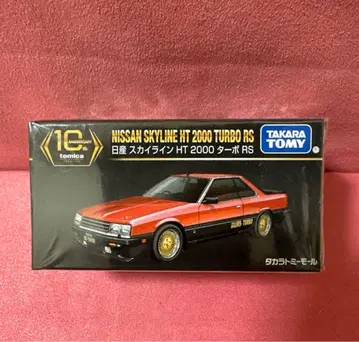 10th
tomica
NISSAN SKYLINE HT 2000 TURBO RS
日産 スカイライン HT 2000 ターボ RS
TAKARA
TOMY
タカラトミーモール